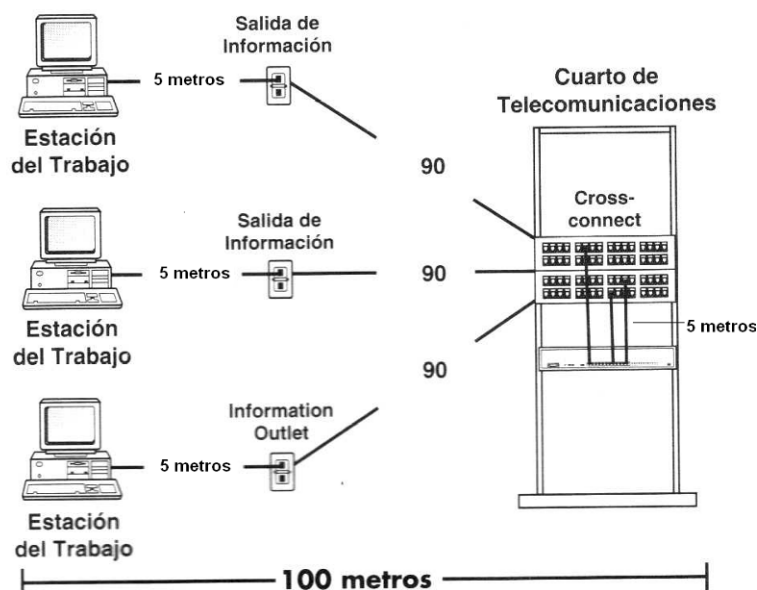 Salida de
Información
5 metros
Estación
del Trabajo
Cuarto de
Telecomunicaciones
90
Cross-
connect
Salida de
Información
5 metros
Estación
del Trabajo
90
5 metros
90
Information
Outlet
5 metros
Estación
del Trabajo
100 metros